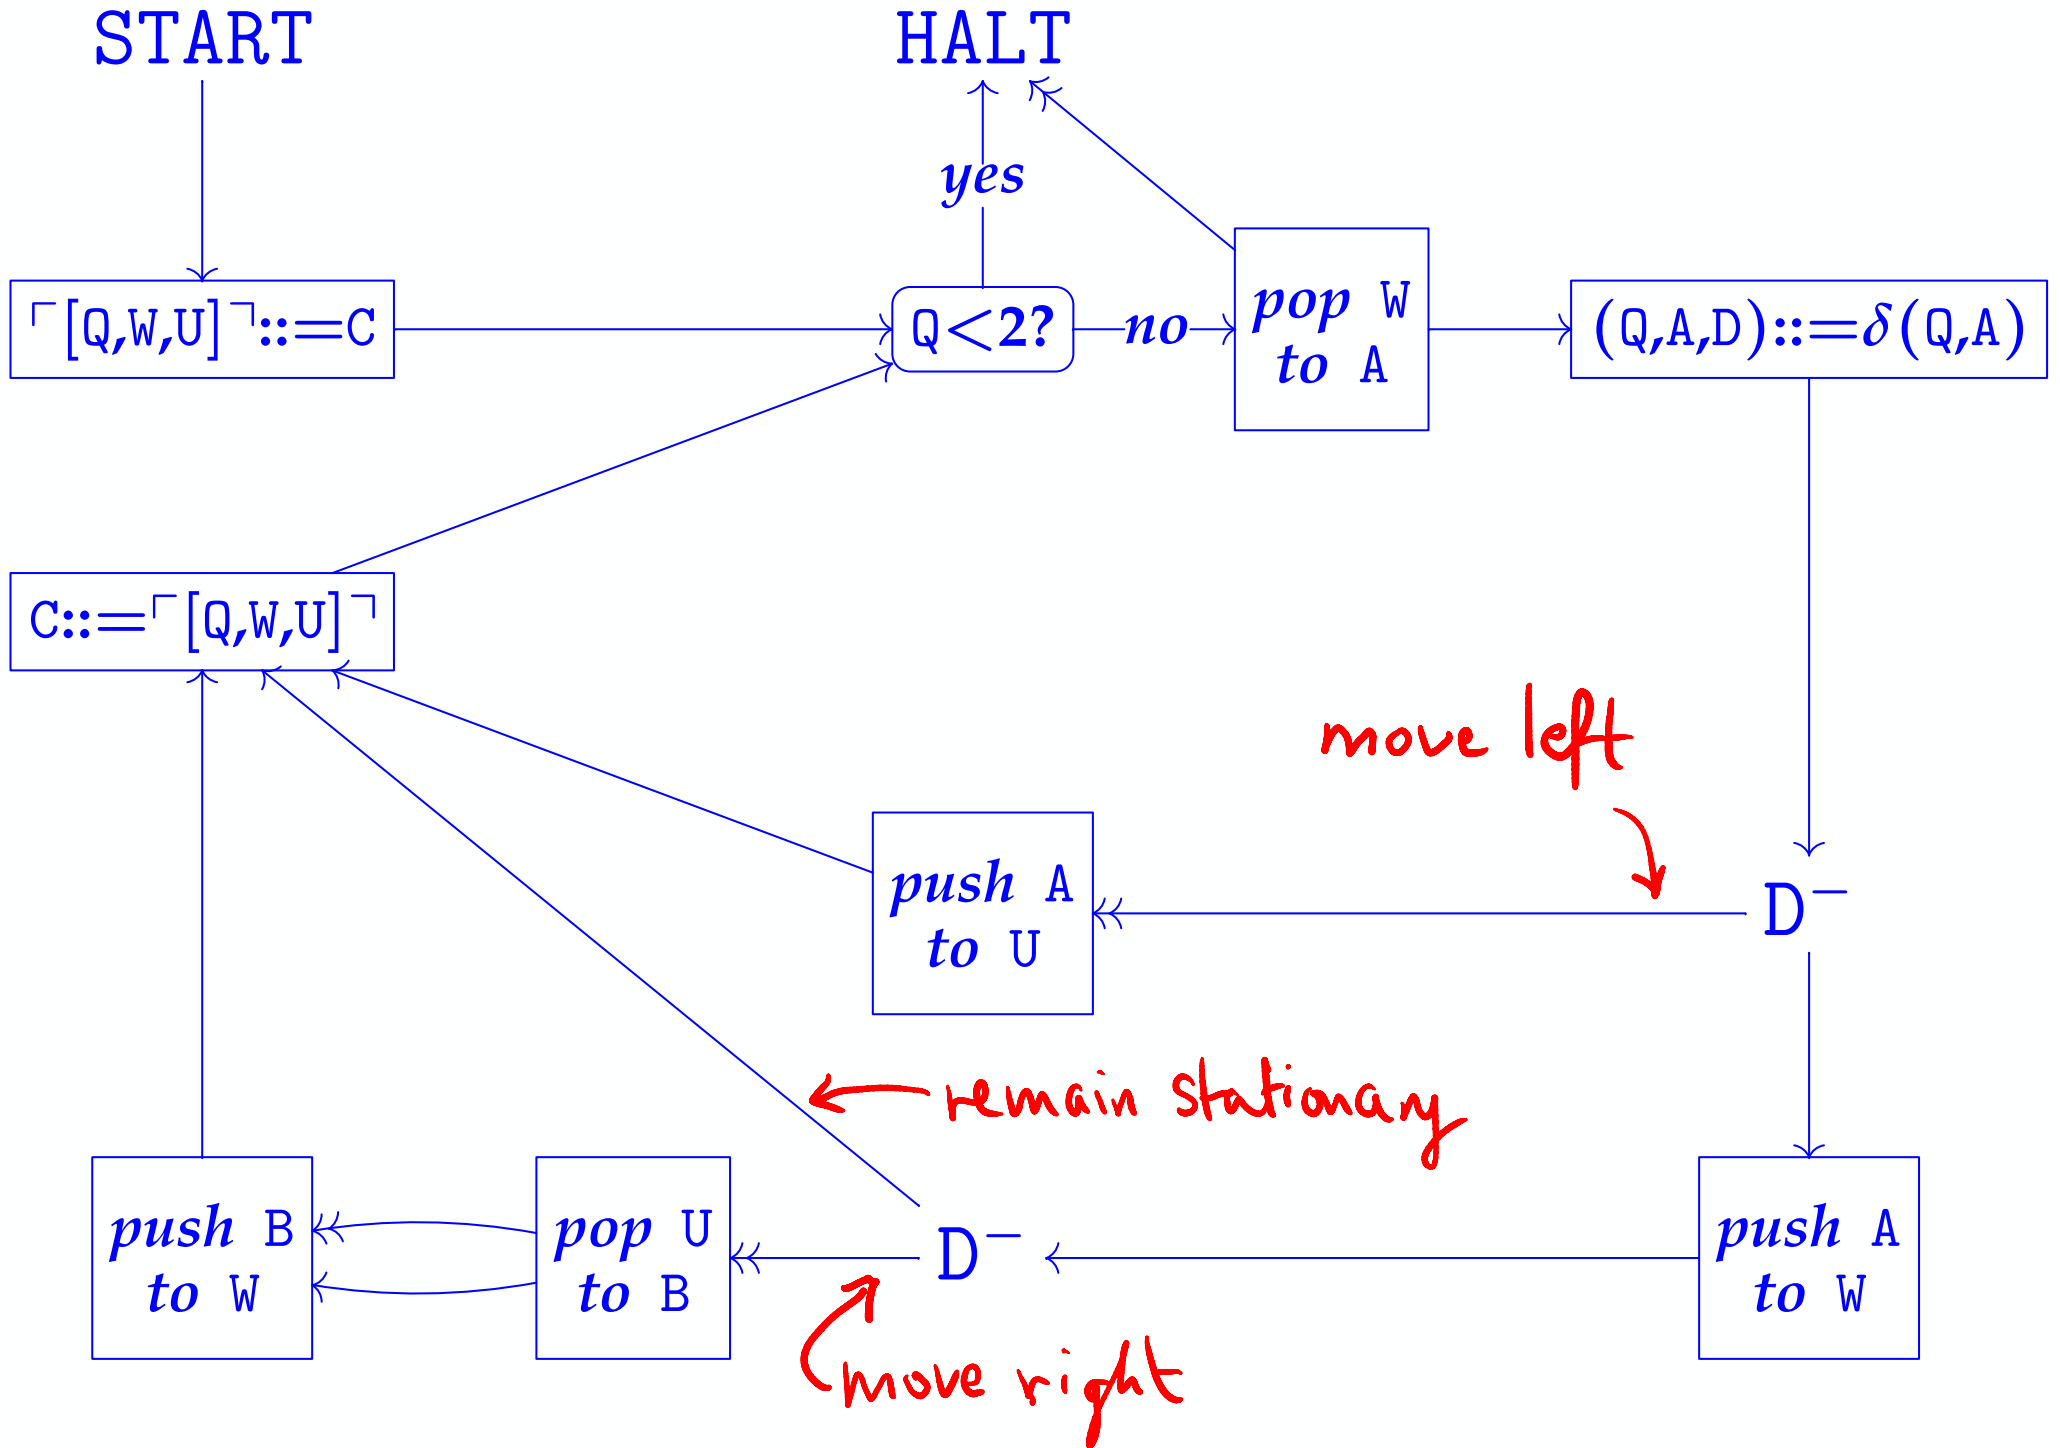 START
HALT
yes
⌜[Q,W,U]⌝::=C
Q<2?
no
pop W
to A
(Q,A,D)::=δ(Q,A)
C::=⌜[Q,W,U]⌝
move left
push A
to U
D⁻
remain stationary
push B
to W
pop U
to B
D⁻
push A
to W
move right